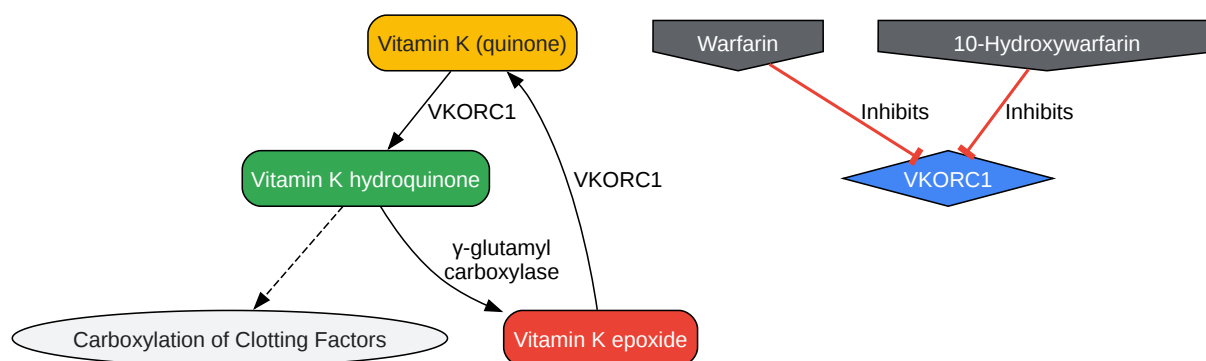 Vitamin K (quinone)
Warfarin
10-Hydroxywarfarin
VKORC1
Inhibits
Inhibits
Vitamin K hydroquinone
VKORC1
VKORC1
γ-glutamyl
carboxylase
Carboxylation of Clotting Factors
Vitamin K epoxide